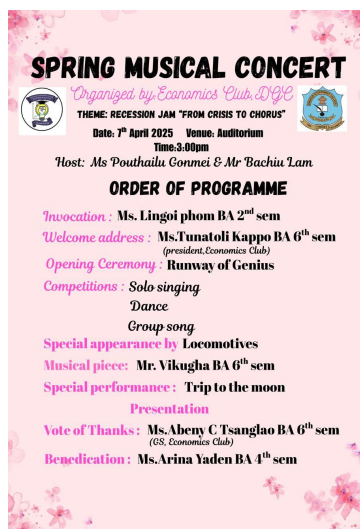 SPRING MUSICAL CONCERT
Organized by,Economics Club,DGC
THEME: RECESSION JAM "FROM CRISIS TO CHORUS"
Date: 7th April 2025 Venue: Auditorium
Time:3:00pm
Host: Ms Pouthailu Gonmei & Mr Bachiu Lam
ORDER OF PROGRAMME
Invocation : Ms. Lingoi phom BA 2nd sem
Welcome address : Ms.Tunatoli Kappo BA 6th sem
(president,Economics Club)
Opening Ceremony : Runway of Genius
Competitions : Solo singing
Dance
Group song
Special appearance by Locomotives
Musical piece: Mr. Vikugha BA 6th sem
Special performance : Trip to the moon
Presentation
Vote of Thanks : Ms.Abeny C Tsanglao BA 6th sem
(GS, Economics Club)
Benedication : Ms.Arina Yaden BA 4th sem